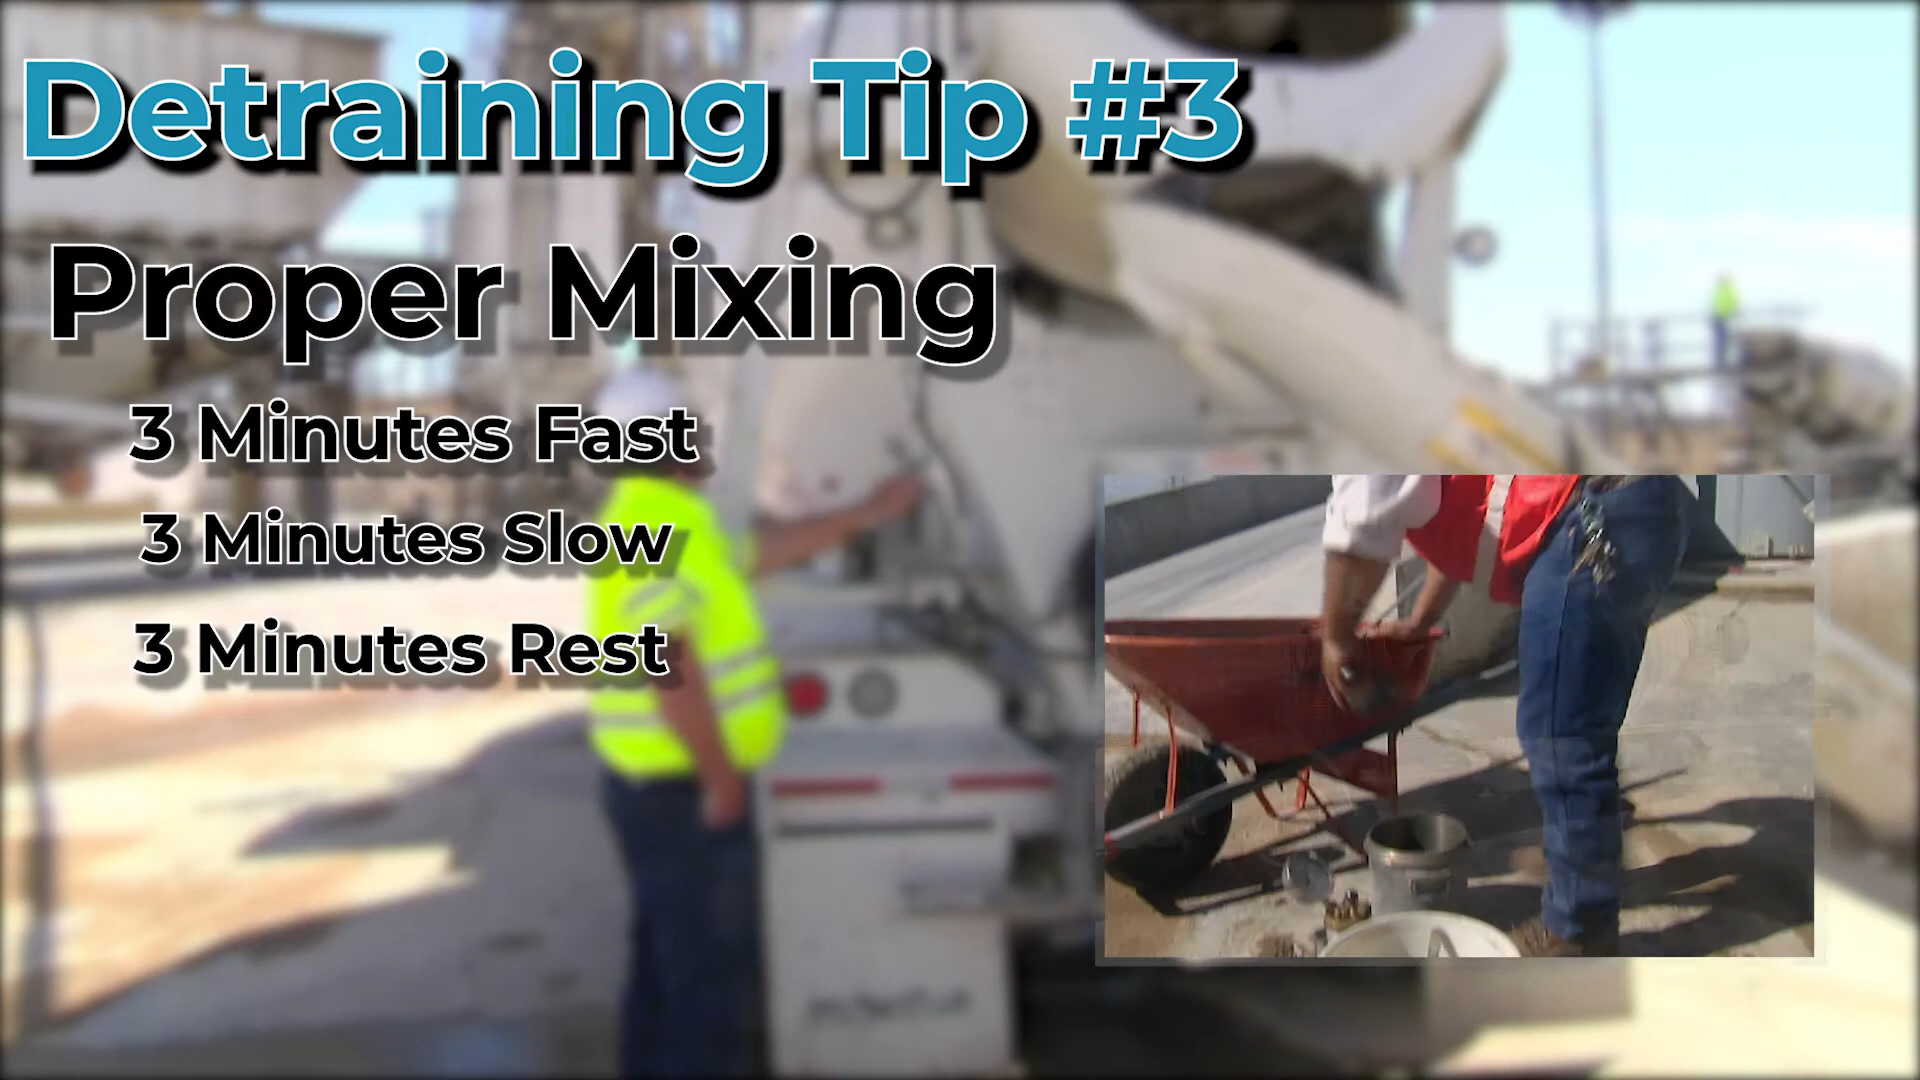 Detraining Tip #3
Proper Mixing
3 Minutes Fast
3 Minutes Slow
3 Minutes Rest